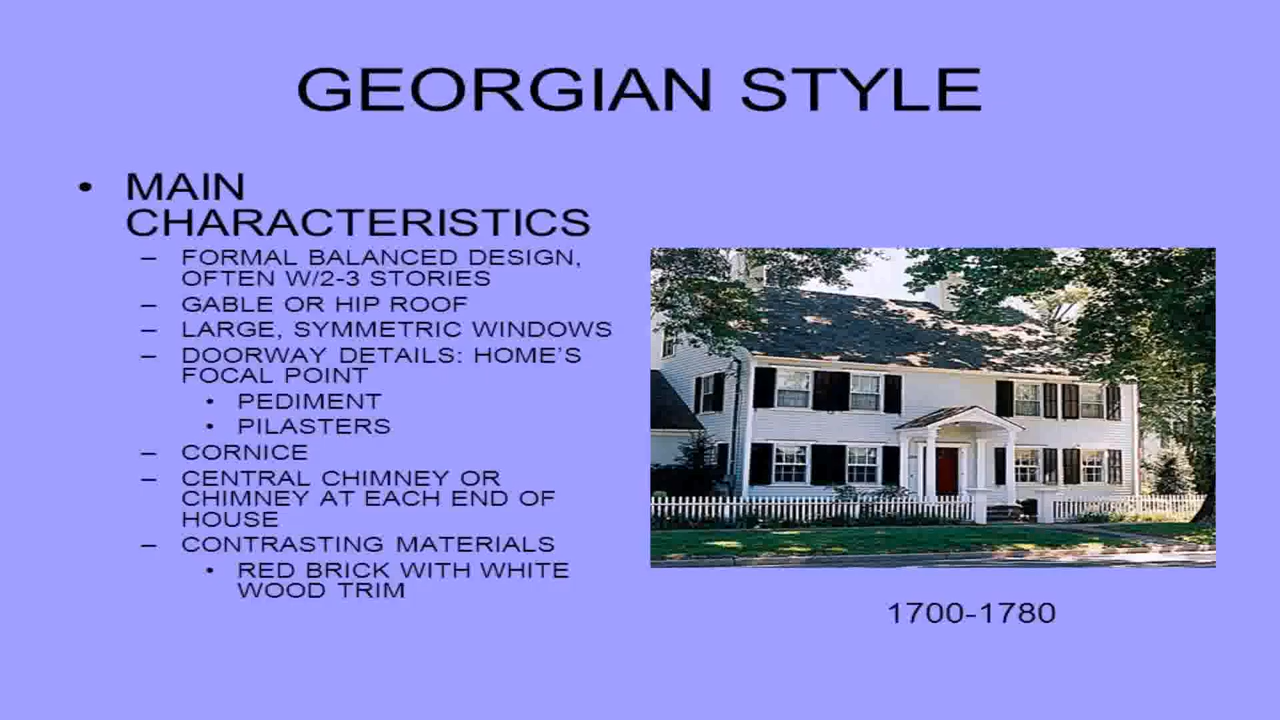 GEORGIAN STYLE
• MAIN
CHARACTERISTICS
– FORMAL BALANCED DESIGN,
OFTEN W/2-3 STORIES
– GABLE OR HIP ROOF
– LARGE, SYMMETRIC WINDOWS
– DOORWAY DETAILS: HOME’S
FOCAL POINT
• PEDIMENT
• PILASTERS
– CORNICE
– CENTRAL CHIMNEY OR
CHIMNEY AT EACH END OF
HOUSE
– CONTRASTING MATERIALS
• RED BRICK WITH WHITE
WOOD TRIM
1700-1780